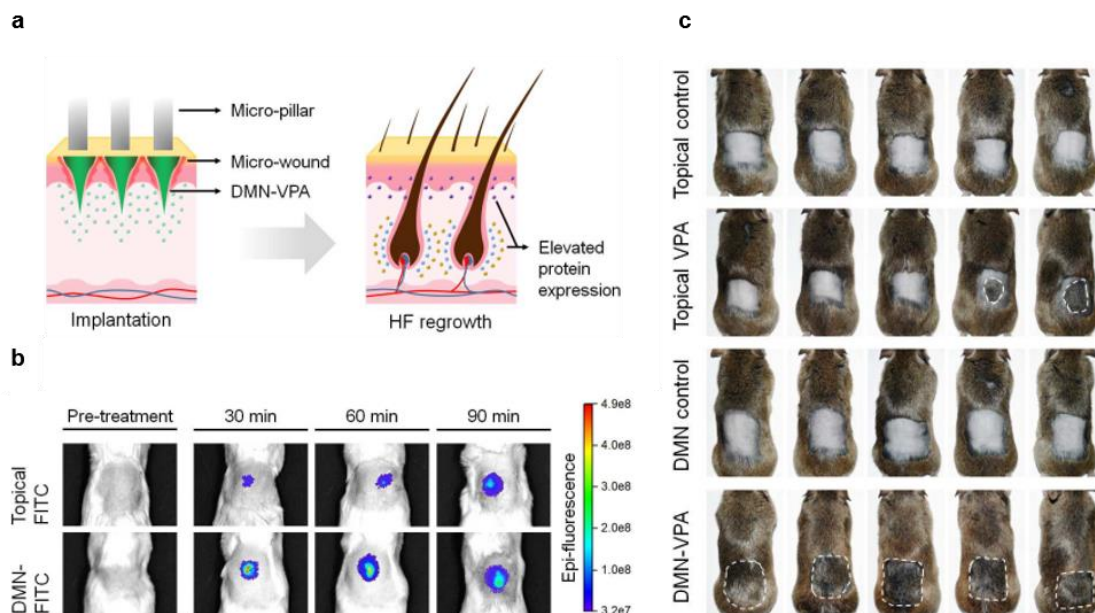 a
Micro-pillar
Micro-wound
DMN-VPA
Elevated
protein
expression
Implantation
HF regrowth
b
Pre-treatment
30 min
60 min
90 min
Topical
FITC
DMN-
FITC
Epi-fluorescence
4.9e8
4.0e8
3.0e8
2.0e8
1.0e8
3.2e7
c
Topical control
Topical VPA
DMN control
DMN-VPA